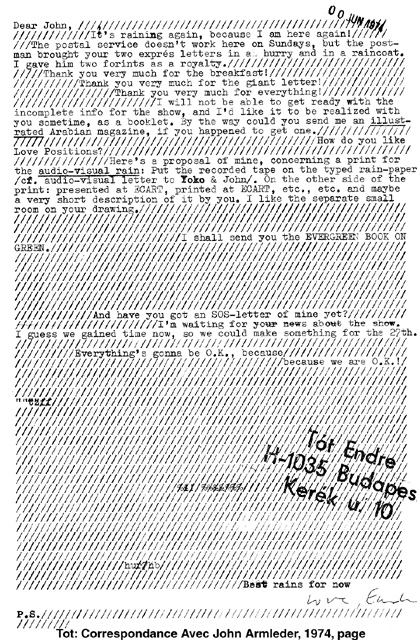 00 JUN 1974
Dear John,
It's raining again, because I am here again!
The postal service doesn't work here on Sundays, but the post-
man brought your two exprés letters in a hurry and in a raincoat.
I gave him two forints as a royalty.
Thank you very much for the breakfast!
Thank you very much for the giant letter!
Thank you very much for everything!
I will not be able to get ready with the
incomplete info for the show, and I'd like it to be realized with
you sometime, as a booklet. By the way could you send me an illust-
rated Arabian magazine, if you happened to get one.
How do you like
Love Positions?
Here's a proposal of mine, concerning a print for
the audio-visual rain: Put the recorded tape on the typed rain-paper
/cf. audio-visual letter to Yoko & John/. On the other side of the
print: presented at ECART, printed at ECART, etc., etc. and maybe
a very short description of it by you. I like the separate small
room on your drawing.
I shall send you the EVERGREEN BOOK ON
GREEN.
And have you got an SOS-letter of mine yet?
I'm waiting for your news about the show.
I guess we gained time now, so we could make something for the 27th.
Everything's gonna be O.K., because
because we are O.K.!
Tót Endre
H-1035 Budapes
Kerék u. 10
Best rains for now
love, Endre
P.S.
Tot: Correspondance Avec John Armleder, 1974, page